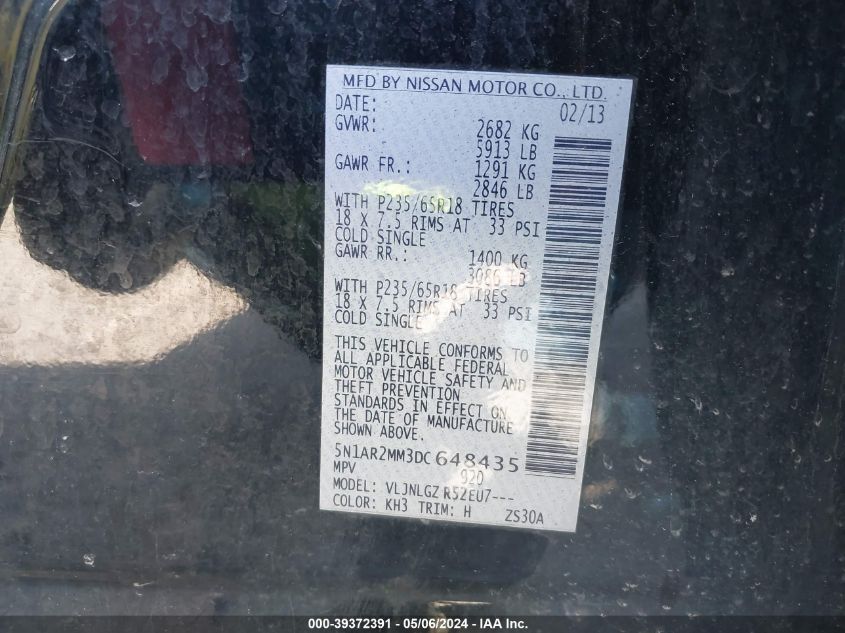 MFD BY NISSAN MOTOR CO., LTD.
DATE: 02/13
GVWR: 2682 KG
5913 LB
GAWR FR.: 1291 KG
2846 LB
WITH P235/65R18 TIRES
18 X 7.5 RIMS AT 33 PSI
COLD SINGLE
GAWR RR.: 1400 KG
3086 LB
WITH P235/65R18 TIRES
18 X 7.5 RIMS AT 33 PSI
COLD SINGLE
THIS VEHICLE CONFORMS TO
ALL APPLICABLE FEDERAL
MOTOR VEHICLE SAFETY AND
THEFT PREVENTION
STANDARDS IN EFFECT ON
THE DATE OF MANUFACTURE
SHOWN ABOVE.
5N1AR2MM3DC648435
MPV 920
MODEL: VLJNLGZ R52EU7---
COLOR: KH3 TRIM: H ZS30A
000-39372391 - 05/06/2024 - IAA Inc.